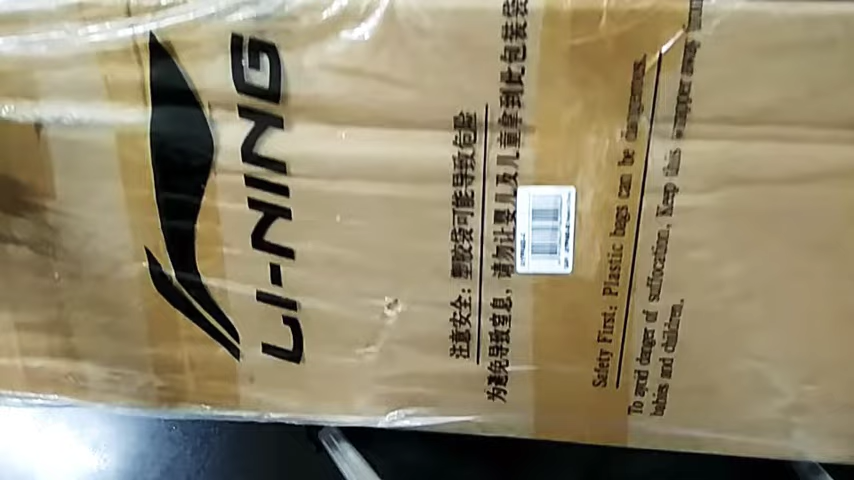 LI-NING
注意安全：塑胶袋可能导致危险
为避免导致窒息，请勿让婴儿及儿童拿到此包装袋
Safety First: Plastic bags can be dangerous.
To avoid danger of suffocation, Keep this wrapper away
babies and children.